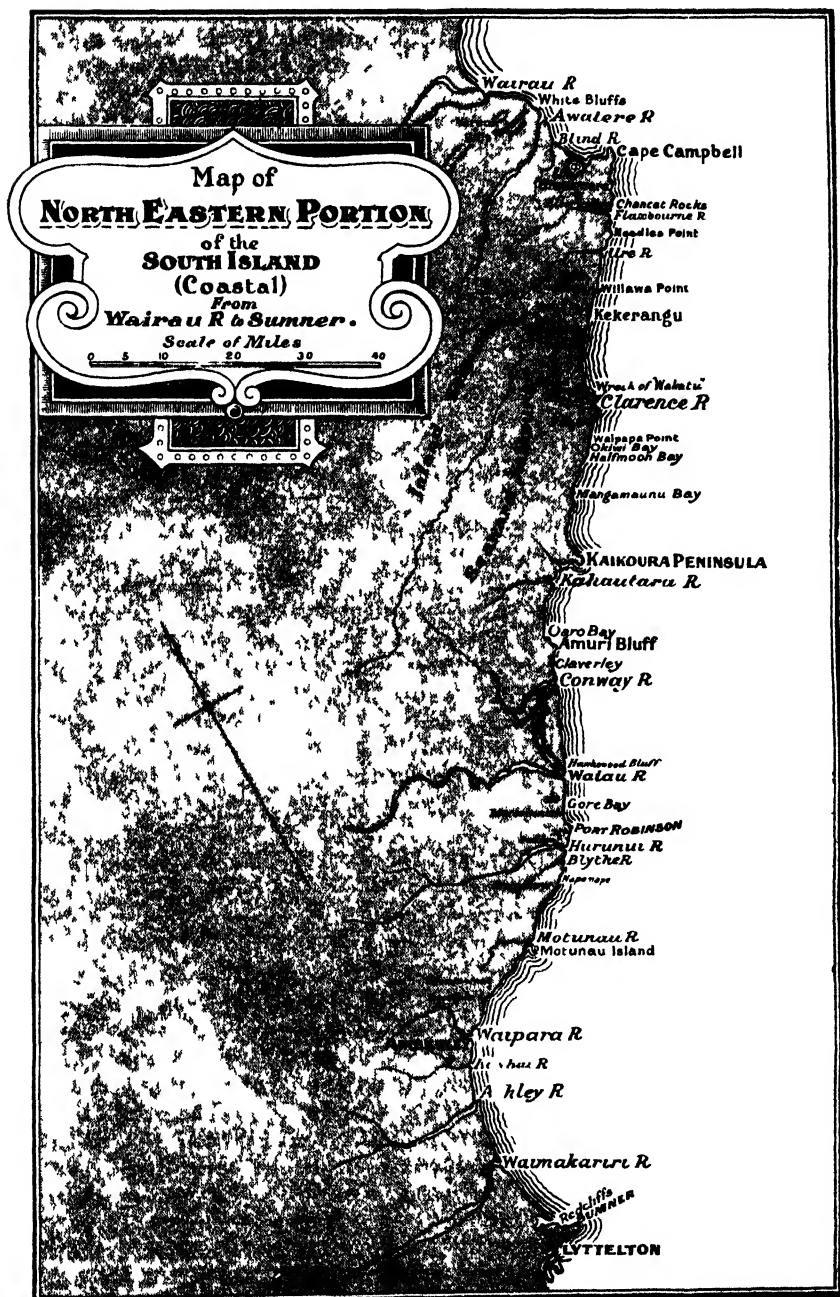 Map of
NORTH EASTERN PORTION
of the
SOUTH ISLAND
(Coastal)
From
Wairau R to Sumner.
Scale of Miles
0 5 10 20 30 40
Wairau R
White Bluffs
Awatere R
Blind R
Cape Campbell
Chancet Rocks
Flaxbourne R
Needles Point
Ure R
Willawa Point
Kekerangu
Wreck of "Wakatu"
Clarence R
Waipapa Point
Okiwi Bay
Halfmoon Bay
Mangamaunu Bay
KAIKOURA PENINSULA
Kahautara R
Oaro Bay
Amuri Bluff
Claverley
Conway R
Hawkswood Bluff
Waiau R
Gore Bay
PORT ROBINSON
Hurunui R
Blythe R
Napenape
Motunau R
Motunau Island
Waipara R
R
hley R
Waimakariri R
Redcliffs
SUMNER
LYTTELTON